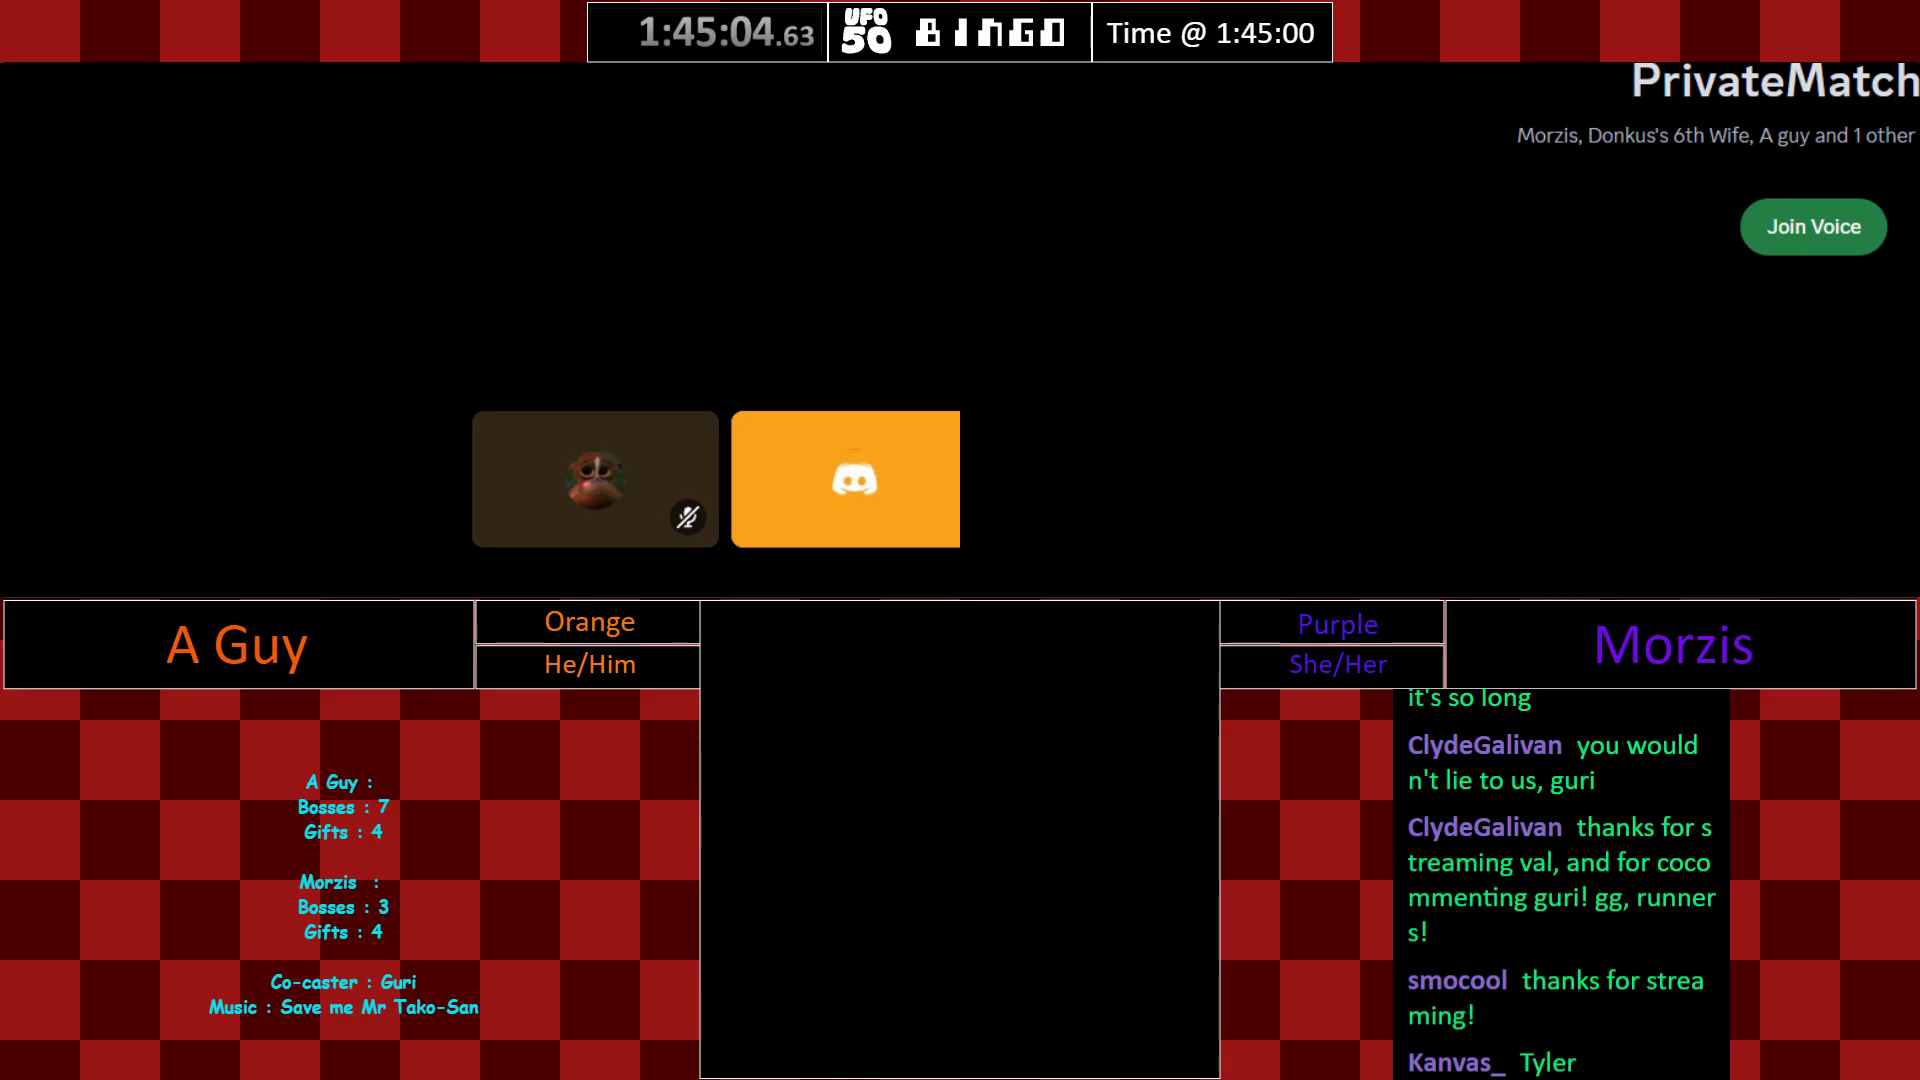 1:45:04.63
UFO
50
BINGO
Time @ 1:45:00
PrivateMatch
Morzis, Donkus's 6th Wife, A guy and 1 other
Join Voice
A Guy
Orange
He/Him
Purple
She/Her
Morzis
A Guy :
Bosses : 7
Gifts : 4
Morzis :
Bosses : 3
Gifts : 4
Co-caster : Guri
Music : Save me Mr Tako-San
it's so long
ClydeGalivan you would
n't lie to us, guri
ClydeGalivan thanks for s
treaming val, and for coco
mmenting guri! gg, runner
s!
smocool thanks for strea
ming!
Kanvas_ Tyler